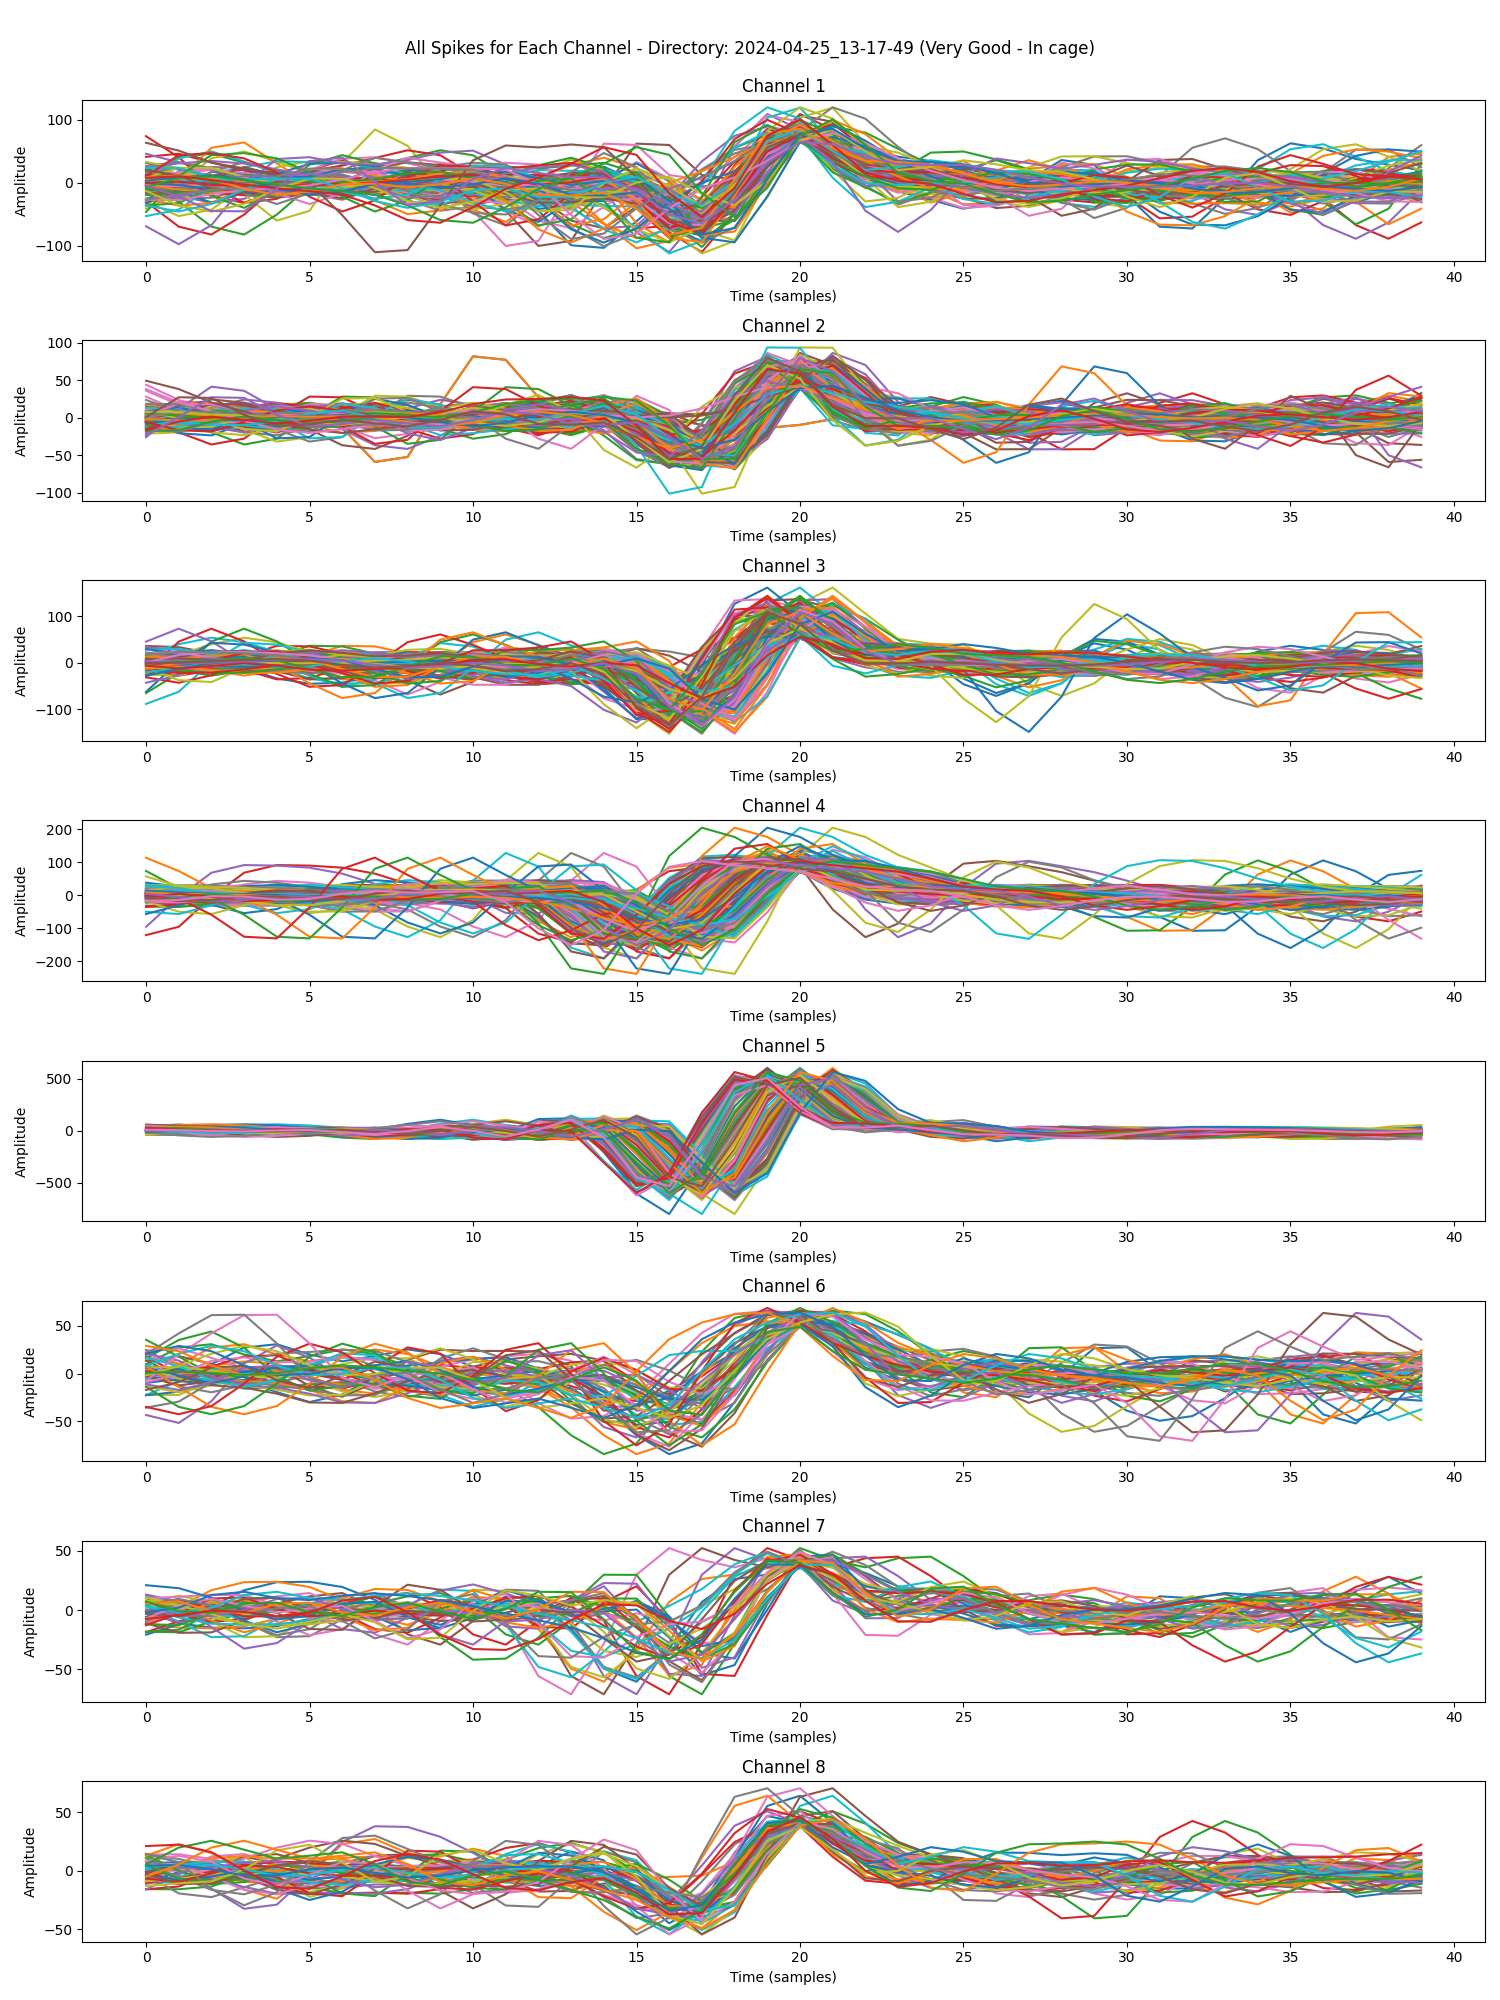 All Spikes for Each Channel - Directory: 2024-04-25_13-17-49 (Very Good - In cage)
Channel 1
Amplitude
100
0
−100
0 5 10 15 20 25 30 35 40
Time (samples)
Channel 2
Amplitude
100
50
0
−50
−100
0 5 10 15 20 25 30 35 40
Time (samples)
Channel 3
Amplitude
100
0
−100
0 5 10 15 20 25 30 35 40
Time (samples)
Channel 4
Amplitude
200
100
0
−100
−200
0 5 10 15 20 25 30 35 40
Time (samples)
Channel 5
Amplitude
500
0
−500
0 5 10 15 20 25 30 35 40
Time (samples)
Channel 6
Amplitude
50
0
−50
0 5 10 15 20 25 30 35 40
Time (samples)
Channel 7
Amplitude
50
0
−50
0 5 10 15 20 25 30 35 40
Time (samples)
Channel 8
Amplitude
50
0
−50
0 5 10 15 20 25 30 35 40
Time (samples)